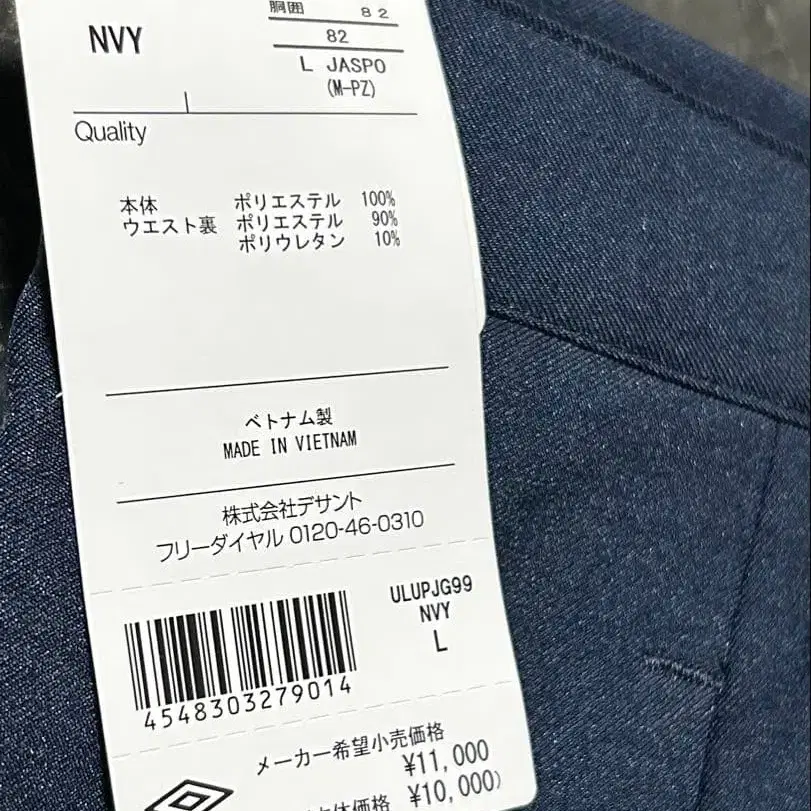 NVY
胴囲 82
82
L JASPO
(M-PZ)
Quality
本体 ポリエステル 100%
ウエスト裏 ポリエステル 90%
ポリウレタン 10%
ベトナム製
MADE IN VIETNAM
株式会社デサント
フリーダイヤル 0120-46-0310
ULUPJG99
NVY
L
4548303279014
メーカー希望小売価格
¥11,000
体価格 ¥10,000)